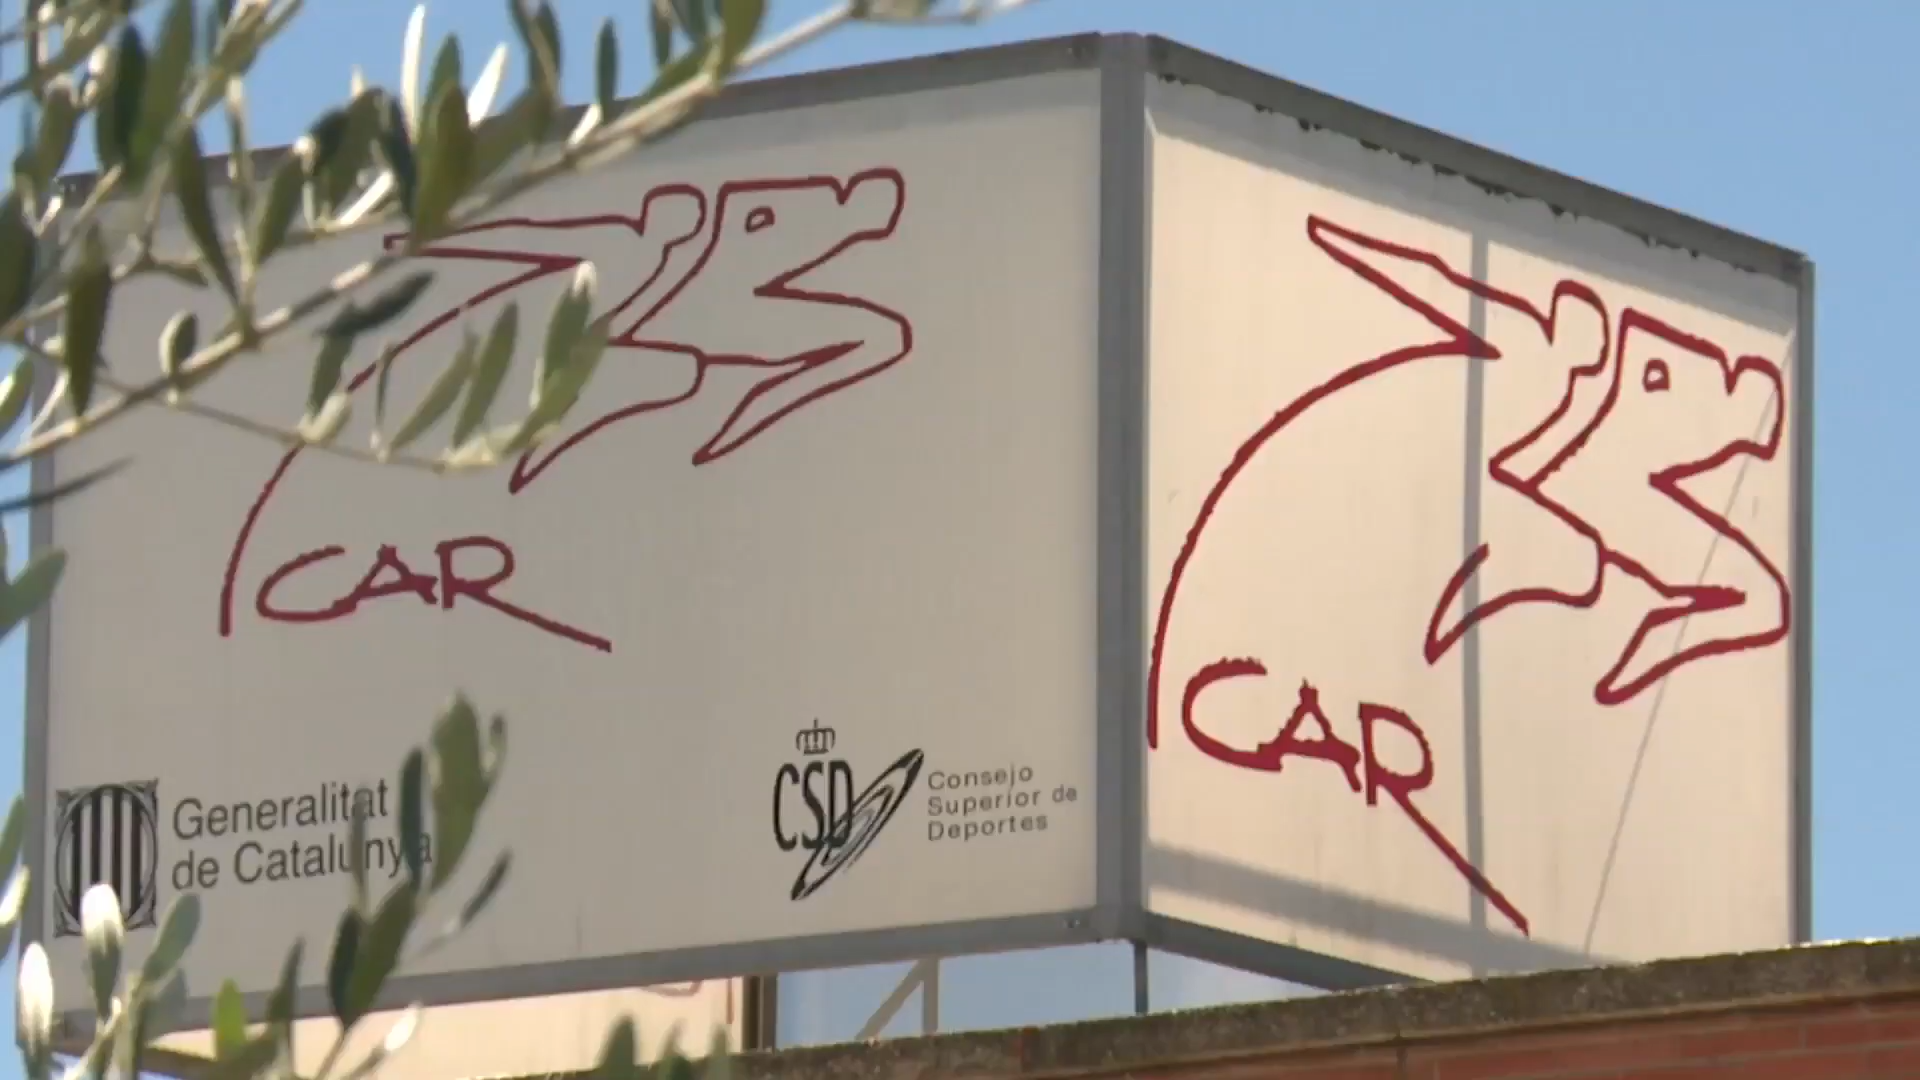 CAR
Generalitat
de Catalunya
CSD
Consejo
Superior de
Deportes
CAR